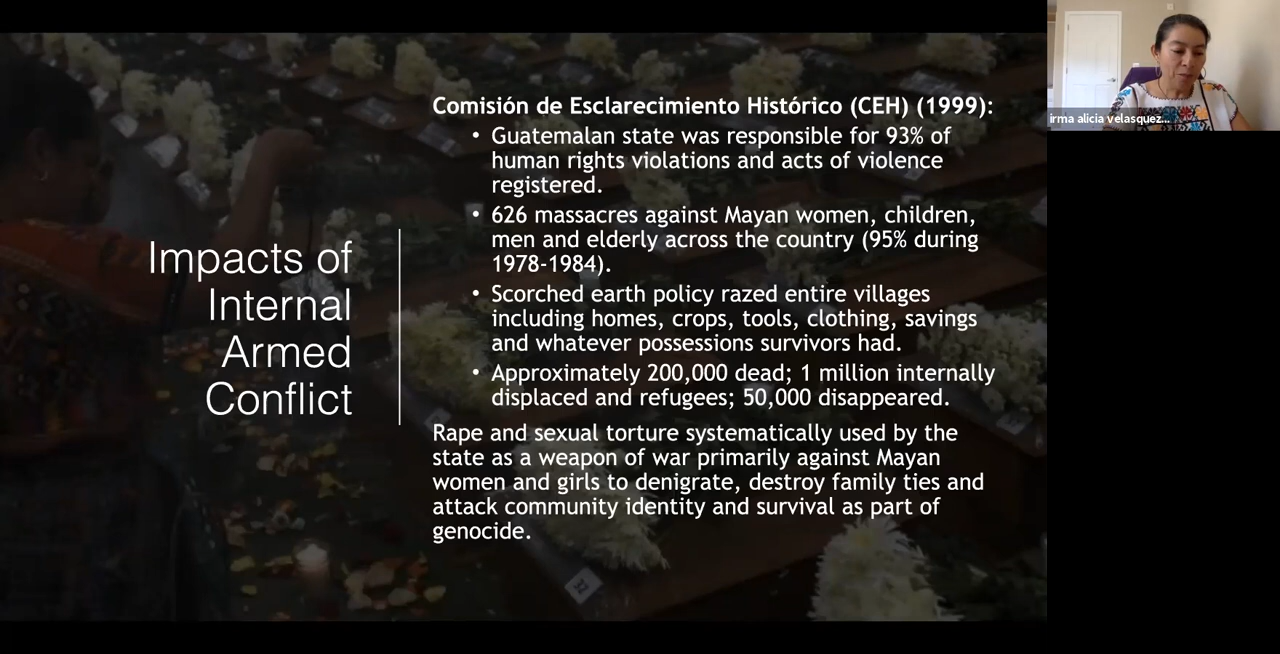 Impacts of
Internal
Armed
Conflict
Comisión de Esclarecimiento Histórico (CEH) (1999):
• Guatemalan state was responsible for 93% of
human rights violations and acts of violence
registered.
• 626 massacres against Mayan women, children,
men and elderly across the country (95% during
1978-1984).
• Scorched earth policy razed entire villages
including homes, crops, tools, clothing, savings
and whatever possessions survivors had.
• Approximately 200,000 dead; 1 million internally
displaced and refugees; 50,000 disappeared.
Rape and sexual torture systematically used by the
state as a weapon of war primarily against Mayan
women and girls to denigrate, destroy family ties and
attack community identity and survival as part of
genocide.
irma alicia velasquez...